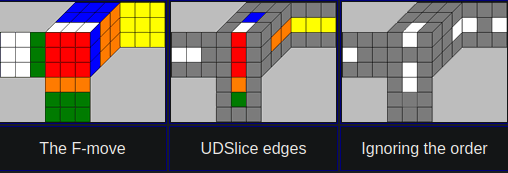 The F-move
UDSlice edges
Ignoring the order